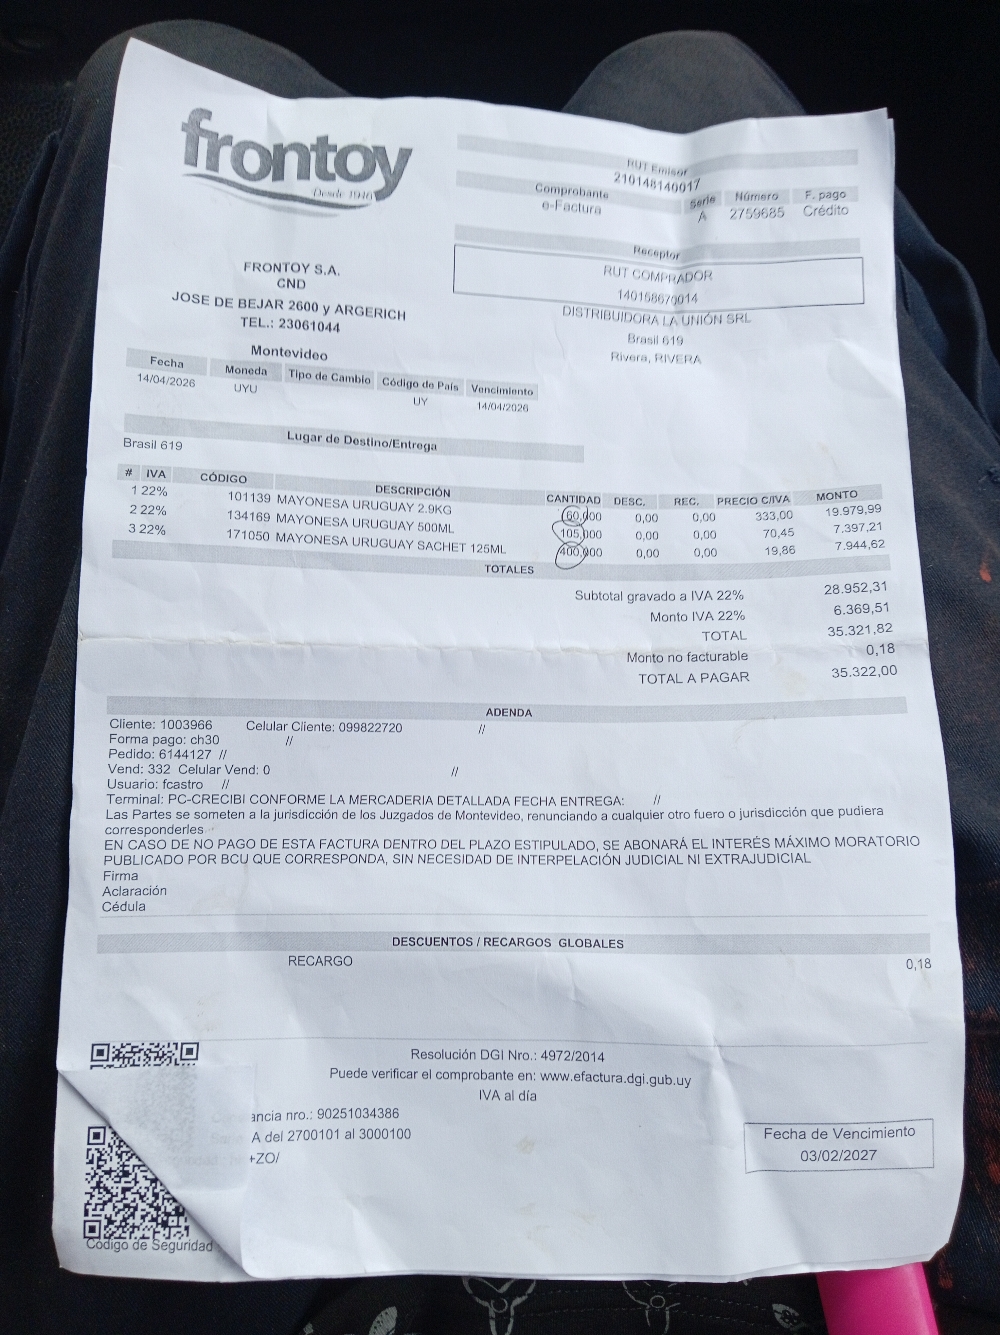 frontoy
Desde 1946
RUT Emisor
210148140017
Comprobante Serie Número F. pago
e-Factura A 2759685 Crédito
Receptor
RUT COMPRADOR
140158670014
DISTRIBUIDORA LA UNIÓN SRL
Brasil 619
Rivera, RIVERA
FRONTOY S.A.
CND
JOSE DE BEJAR 2600 y ARGERICH
TEL.: 23061044
Montevideo
Fecha Moneda Tipo de Cambio Código de País Vencimiento
14/04/2026 UYU UY 14/04/2026
Lugar de Destino/Entrega
Brasil 619
# IVA CÓDIGO DESCRIPCIÓN CANTIDAD DESC. REC. PRECIO C/IVA MONTO
1 22% 101139 MAYONESA URUGUAY 2.9KG 60,000 0,00 0,00 333,00 19.979,99
2 22% 134169 MAYONESA URUGUAY 500ML 105,000 0,00 0,00 70,45 7.397,21
3 22% 171050 MAYONESA URUGUAY SACHET 125ML 400,000 0,00 0,00 19,86 7.944,62
TOTALES
Subtotal gravado a IVA 22% 28.952,31
Monto IVA 22% 6.369,51
TOTAL 35.321,82
Monto no facturable 0,18
TOTAL A PAGAR 35.322,00
ADENDA
Cliente: 1003966 Celular Cliente: 099822720 //
Forma pago: ch30 //
Pedido: 6144127 //
Vend: 332 Celular Vend: 0 //
Usuario: fcastro //
Terminal: PC-CRECIBI CONFORME LA MERCADERIA DETALLADA FECHA ENTREGA: //
Las Partes se someten a la jurisdicción de los Juzgados de Montevideo, renunciando a cualquier otro fuero o jurisdicción que pudiera
corresponderles
EN CASO DE NO PAGO DE ESTA FACTURA DENTRO DEL PLAZO ESTIPULADO, SE ABONARÁ EL INTERÉS MÁXIMO MORATORIO
PUBLICADO POR BCU QUE CORRESPONDA, SIN NECESIDAD DE INTERPELACIÓN JUDICIAL NI EXTRAJUDICIAL
Firma
Aclaración
Cédula
DESCUENTOS / RECARGOS GLOBALES
RECARGO 0,18
Resolución DGI Nro.: 4972/2014
Puede verificar el comprobante en: www.efactura.dgi.gub.uy
IVA al día
ancia nro.: 90251034386
A del 2700101 al 3000100
+ZO/
Fecha de Vencimiento
03/02/2027
Código de Seguridad